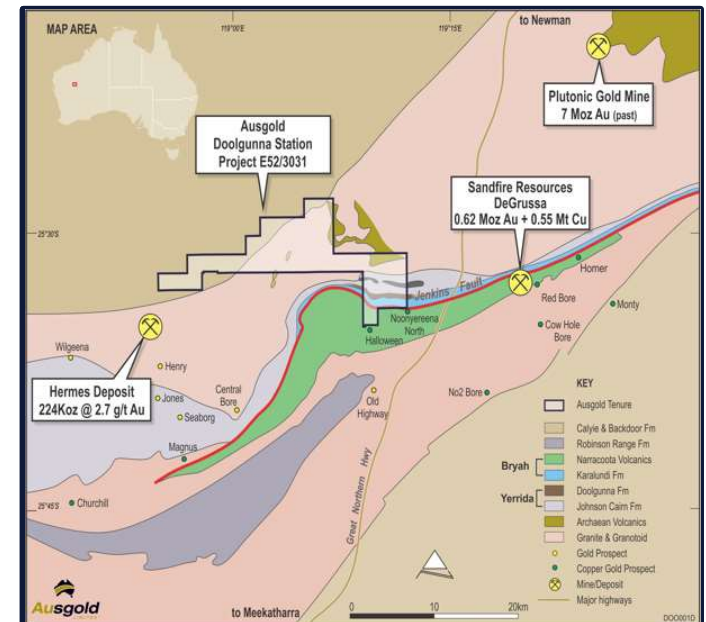 MAP AREA
119°00'E
119°15'E
to Newman
Plutonic Gold Mine
7 Moz Au (past)
Ausgold
Doolgunna Station
Project E52/3031
Sandfire Resources
DeGrussa
0.62 Moz Au + 0.55 Mt Cu
25°30'S
Jenkins Fault
Homer
Red Bore
Monty
Noonyereena
North
Halloween
Cow Hole
Bore
Wilgeena
Henry
Hermes Deposit
224Koz @ 2.7 g/t Au
Jones
Central
Bore
Seaborg
Old
Highway
No2 Bore
Magnus
Churchill
25°45'S
Great Northern Hwy
KEY
Ausgold Tenure
Calyie & Backdoor Fm
Robinson Range Fm
Bryah
Narracoota Volcanics
Karalundi Fm
Yerrida
Doolgunna Fm
Johnson Cairn Fm
Archaean Volcanics
Granite & Granotoid
Gold Prospect
Copper Gold Prospect
Mine/Deposit
Major highways
Ausgold
LIMITED
to Meekatharra
0 10 20km
DOO001D